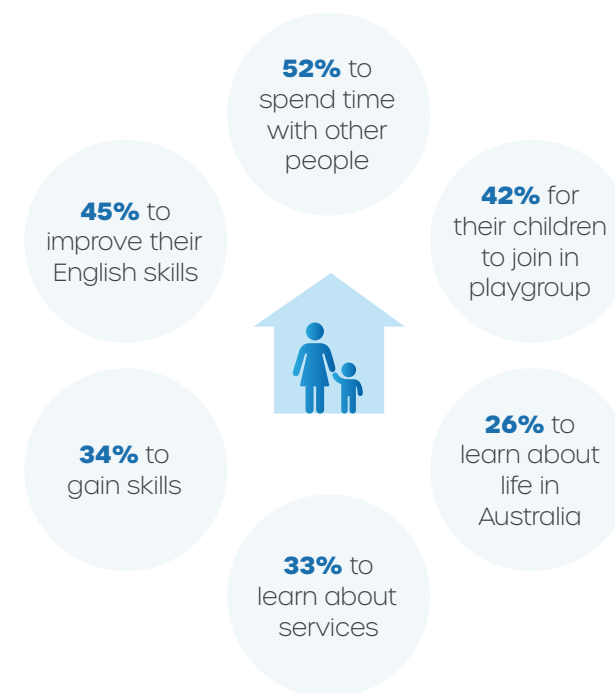 52% to
spend time
with other
people
42% for
their children
to join in
playgroup
26% to
learn about
life in
Australia
33% to
learn about
services
34% to
gain skills
45% to
improve their
English skills